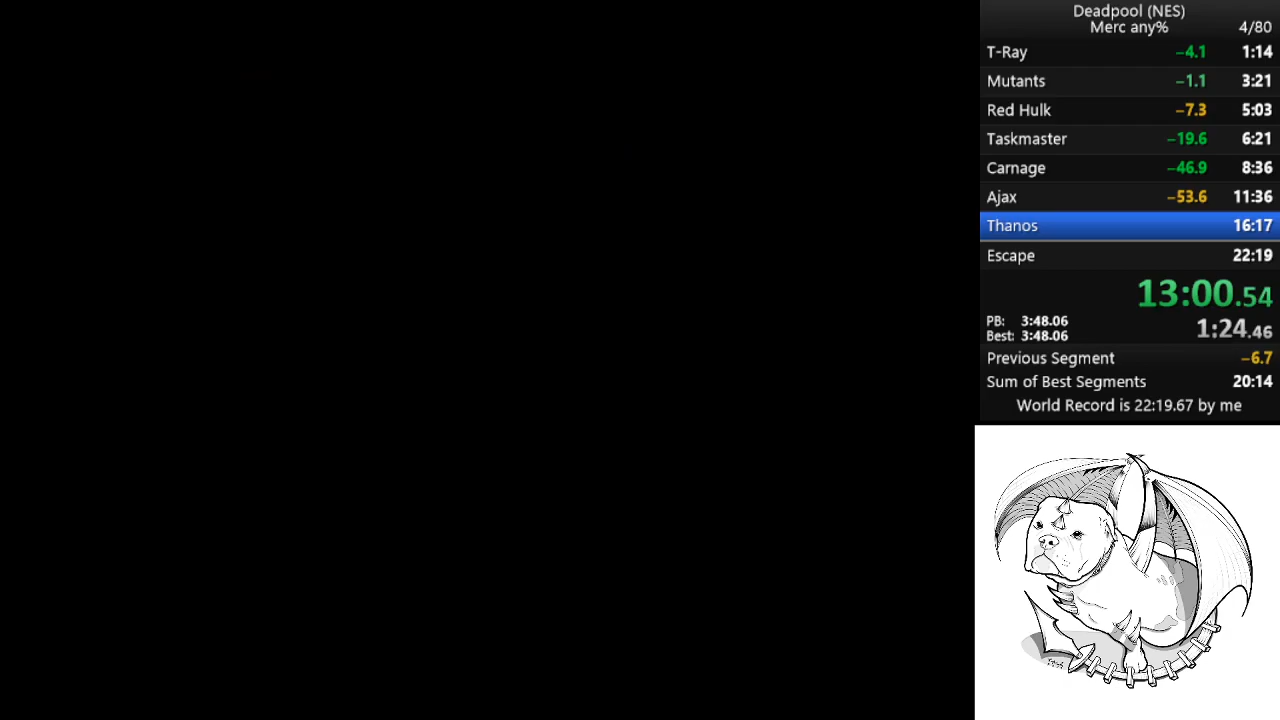 Deadpool (NES)
Merc any% 4/80
T-Ray −4.1 1:14
Mutants −1.1 3:21
Red Hulk −7.3 5:03
Taskmaster −19.6 6:21
Carnage −46.9 8:36
Ajax −53.6 11:36
Thanos 16:17
Escape 22:19
13:00.54
PB: 3:48.06
Best: 3:48.06
1:24.46
Previous Segment −6.7
Sum of Best Segments 20:14
World Record is 22:19.67 by me